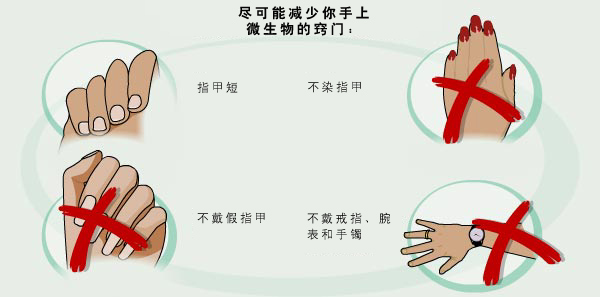 尽可能减少你手上
微生物的窍门：
指甲短
不染指甲
不戴假指甲
不戴戒指、腕
表和手镯